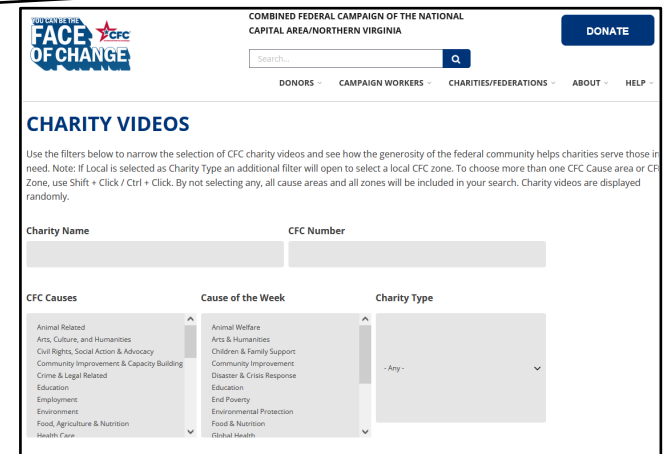 YOU CAN BE THE
FACE
OF CHANGE
CFC
COMBINED FEDERAL CAMPAIGN OF THE NATIONAL
CAPITAL AREA/NORTHERN VIRGINIA
DONATE
Search...
DONORS CAMPAIGN WORKERS CHARITIES/FEDERATIONS ABOUT HELP
CHARITY VIDEOS
Use the filters below to narrow the selection of CFC charity videos and see how the generosity of the federal community helps charities serve those in
need. Note: If Local is selected as Charity Type an additional filter will open to select a local CFC zone. To choose more than one CFC Cause area or CF
Zone, use Shift + Click / Ctrl + Click. By not selecting any, all cause areas and all zones will be included in your search. Charity videos are displayed
randomly.
Charity Name CFC Number
CFC Causes Cause of the Week Charity Type
Animal Related
Arts, Culture, and Humanities
Civil Rights, Social Action & Advocacy
Community Improvement & Capacity Building
Crime & Legal Related
Education
Employment
Environment
Food, Agriculture & Nutrition
Health Care
Animal Welfare
Arts & Humanities
Children & Family Support
Community Improvement
Disaster & Crisis Response
Education
End Poverty
Environmental Protection
Food & Nutrition
Global Health
- Any -